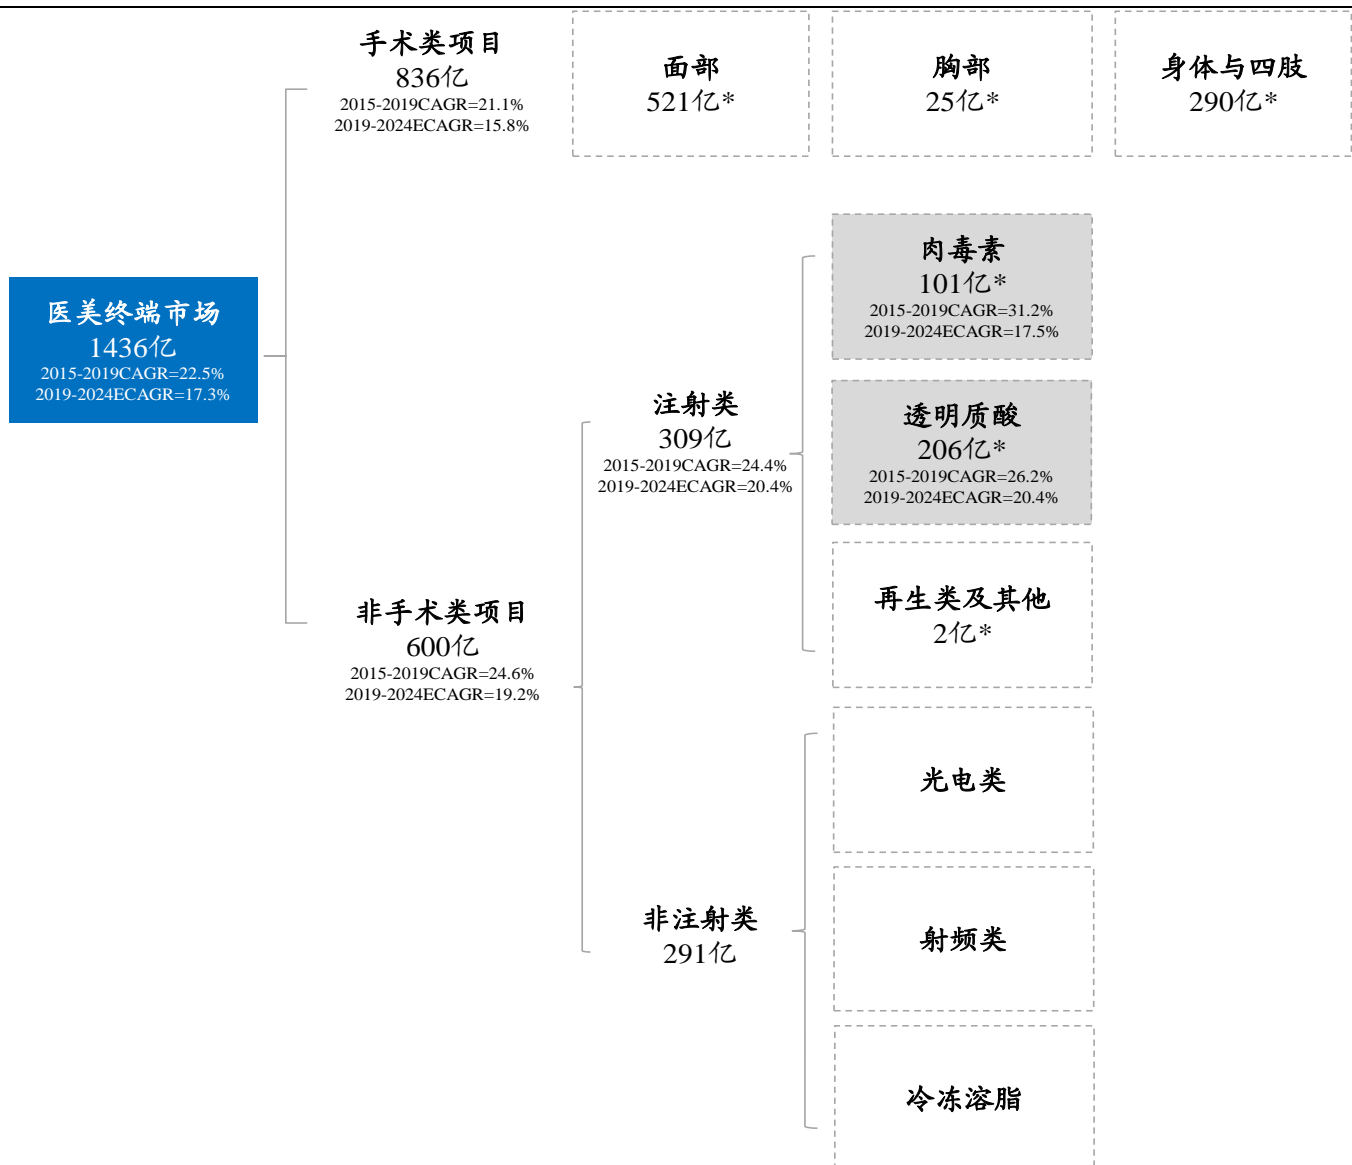 手术类项目
836亿
2015-2019CAGR=21.1%
2019-2024ECAGR=15.8%
面部
521亿*
胸部
25亿*
身体与四肢
290亿*
医美终端市场
1436亿
2015-2019CAGR=22.5%
2019-2024ECAGR=17.3%
非手术类项目
600亿
2015-2019CAGR=24.6%
2019-2024ECAGR=19.2%
注射类
309亿
2015-2019CAGR=24.4%
2019-2024ECAGR=20.4%
肉毒素
101亿*
2015-2019CAGR=31.2%
2019-2024ECAGR=17.5%
透明质酸
206亿*
2015-2019CAGR=26.2%
2019-2024ECAGR=20.4%
再生类及其他
2亿*
非注射类
291亿
光电类
射频类
冷冻溶脂